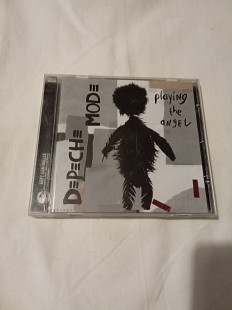 DEPECHE MODE
playing
the
angel